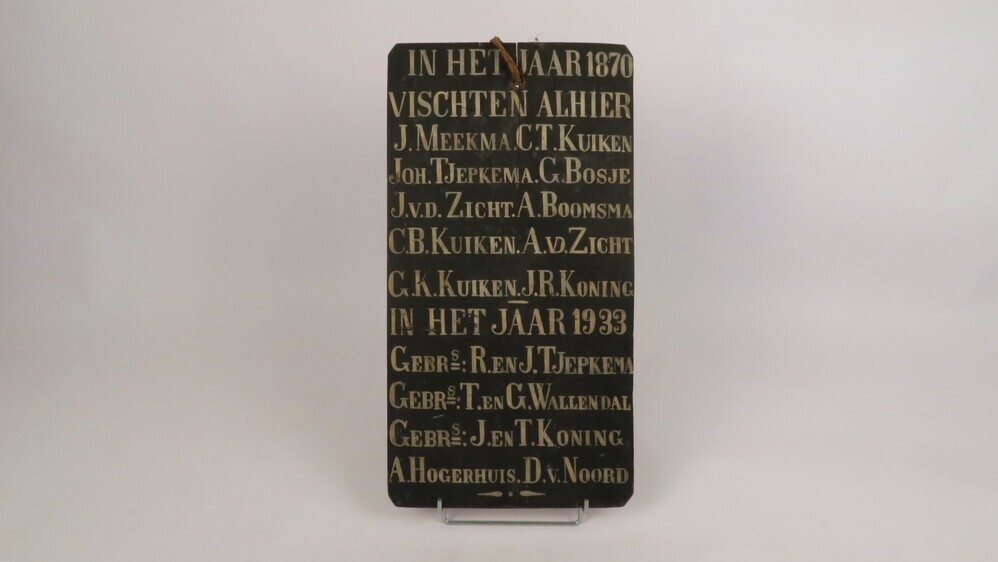 IN HET JAAR 1870
VISCHTEN ALHIER
J. MEEKMA. C.T. KUIKEN
JOH. TJEPKEMA. G. BOSJE
J.V.D. ZICHT. A. BOOMSMA
C.B. KUIKEN. A.VD. ZICHT
G.K. KUIKEN. J.R. KONING
IN HET JAAR 1933
GEBRS: R. EN J. TJEPKEMA
GEBRS: T. EN G. WALLENDAL
GEBRS: J. EN T. KONING
A. HOGERHUIS. D.V. NOORD